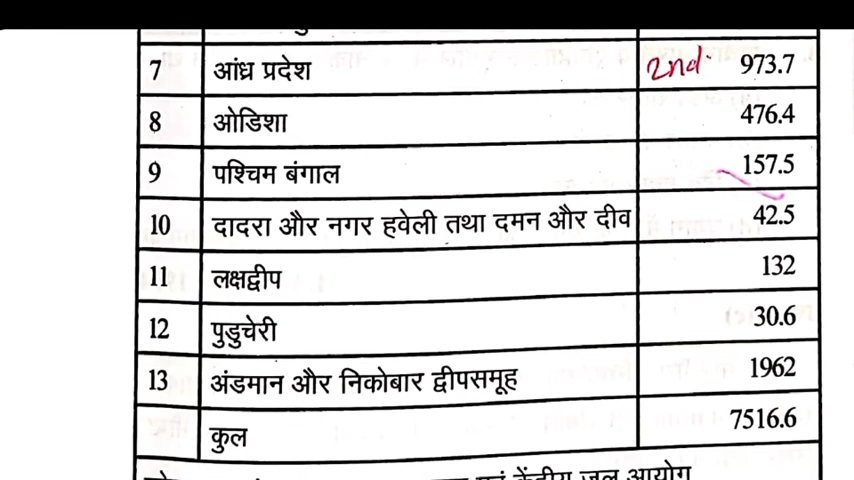 7 आंध्र प्रदेश 2nd 973.7
8 ओडिशा 476.4
9 पश्चिम बंगाल 157.5
10 दादरा और नगर हवेली तथा दमन और दीव 42.5
11 लक्षद्वीप 132
12 पुडुचेरी 30.6
13 अंडमान और निकोबार द्वीपसमूह 1962
कुल 7516.6
एवं केंद्रीय जल आयोग